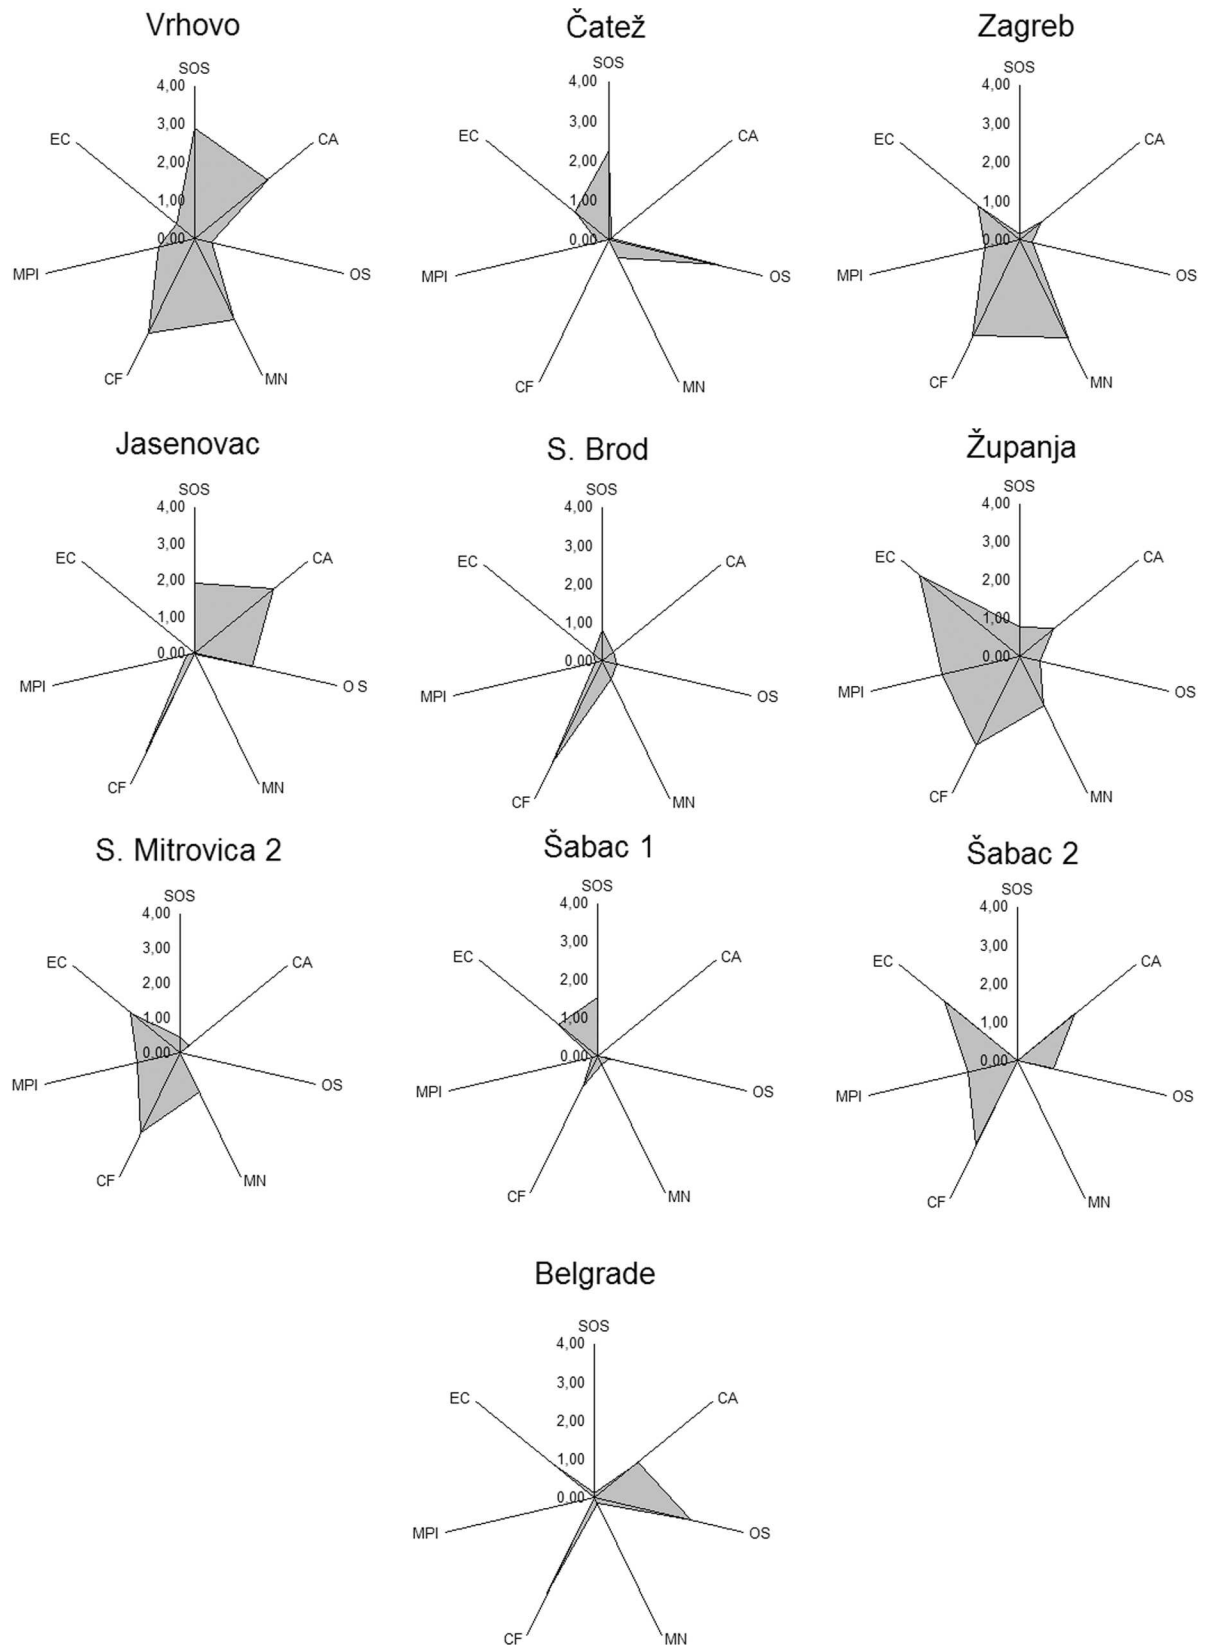 Vrhovo
SOS
4,00
3,00
2,00
1,00
0,00
EC
CA
MPI
OS
CF
MN
Čatež
SOS
4,00
3,00
2,00
1,00
0,00
EC
CA
MPI
OS
CF
MN
Zagreb
SOS
4,00
3,00
2,00
1,00
0,00
EC
CA
MPI
OS
CF
MN
Jasenovac
SOS
4,00
3,00
2,00
1,00
0,00
EC
CA
MPI
O S
CF
MN
S. Brod
SOS
4,00
3,00
2,00
1,00
0,00
EC
CA
MPI
OS
CF
MN
Županja
SOS
4,00
3,00
2,00
1,00
0,00
EC
CA
MPI
OS
CF
MN
S. Mitrovica 2
SOS
4,00
3,00
2,00
1,00
0,00
EC
CA
MPI
OS
CF
MN
Šabac 1
SOS
4,00
3,00
2,00
1,00
0,00
EC
CA
MPI
OS
CF
MN
Šabac 2
SOS
4,00
3,00
2,00
1,00
0,00
EC
CA
MPI
OS
CF
MN
Belgrade
SOS
4,00
3,00
2,00
1,00
0,00
EC
CA
MPI
OS
CF
MN